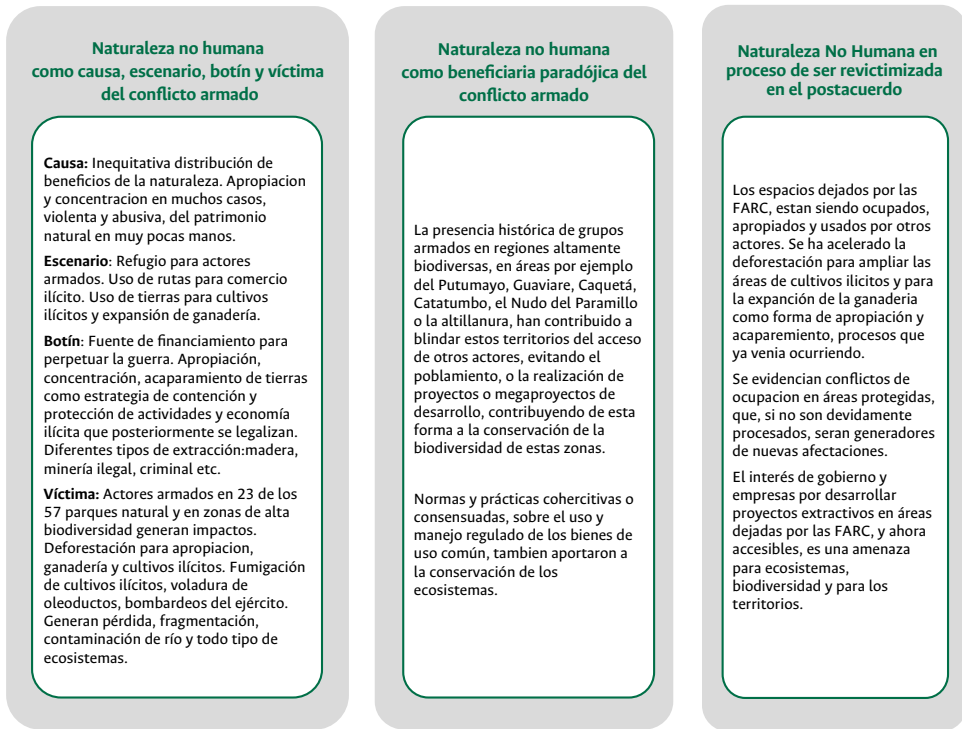 Naturaleza no humana
como causa, escenario, botín y víctima
del conflicto armado
Causa: Inequitativa distribución de
beneficios de la naturaleza. Apropiacion
y concentracion en muchos casos,
violenta y abusiva, del patrimonio
natural en muy pocas manos.
Escenario: Refugio para actores
armados. Uso de rutas para comercio
ilícito. Uso de tierras para cultivos
ilícitos y expansión de ganadería.
Botín: Fuente de financiamiento para
perpetuar la guerra. Apropiación,
concentración, acaparamiento de tierras
como estrategia de contención y
protección de actividades y economía
ilícita que posteriormente se legalizan.
Diferentes tipos de extracción:madera,
minería ilegal, criminal etc.
Víctima: Actores armados en 23 de los
57 parques natural y en zonas de alta
biodiversidad generan impactos.
Deforestación para apropiacion,
ganadería y cultivos ilícitos. Fumigación
de cultivos ilícitos, voladura de
oleoductos, bombardeos del ejército.
Generan pérdida, fragmentación,
contaminación de río y todo tipo de
ecosistemas.
Naturaleza no humana
como beneficiaria paradójica del
conflicto armado
La presencia histórica de grupos
armados en regiones altamente
biodiversas, en áreas por ejemplo
del Putumayo, Guaviare, Caquetá,
Catatumbo, el Nudo del Paramillo
o la altillanura, han contribuido a
blindar estos territorios del acceso
de otros actores, evitando el
poblamiento, o la realización de
proyectos o megaproyectos de
desarrollo, contribuyendo de esta
forma a la conservación de la
biodiversidad de estas zonas.
Normas y prácticas cohercitivas o
consensuadas, sobre el uso y
manejo regulado de los bienes de
uso común, tambien aportaron a
la conservación de los
ecosistemas.
Naturaleza No Humana en
proceso de ser revictimizada
en el postacuerdo
Los espacios dejados por las
FARC, estan siendo ocupados,
apropiados y usados por otros
actores. Se ha acelerado la
deforestación para ampliar las
áreas de cultivos ilicitos y para
la expanción de la ganaderia
como forma de apropiación y
acaparemiento, procesos que
ya venia ocurriendo.
Se evidencian conflictos de
ocupacion en áreas protegidas,
que, si no son devidamente
procesados, seran generadores
de nuevas afectaciones.
El interés de gobierno y
empresas por desarrollar
proyectos extractivos en áreas
dejadas por las FARC, y ahora
accesibles, es una amenaza
para ecosistemas,
biodiversidad y para los
territorios.